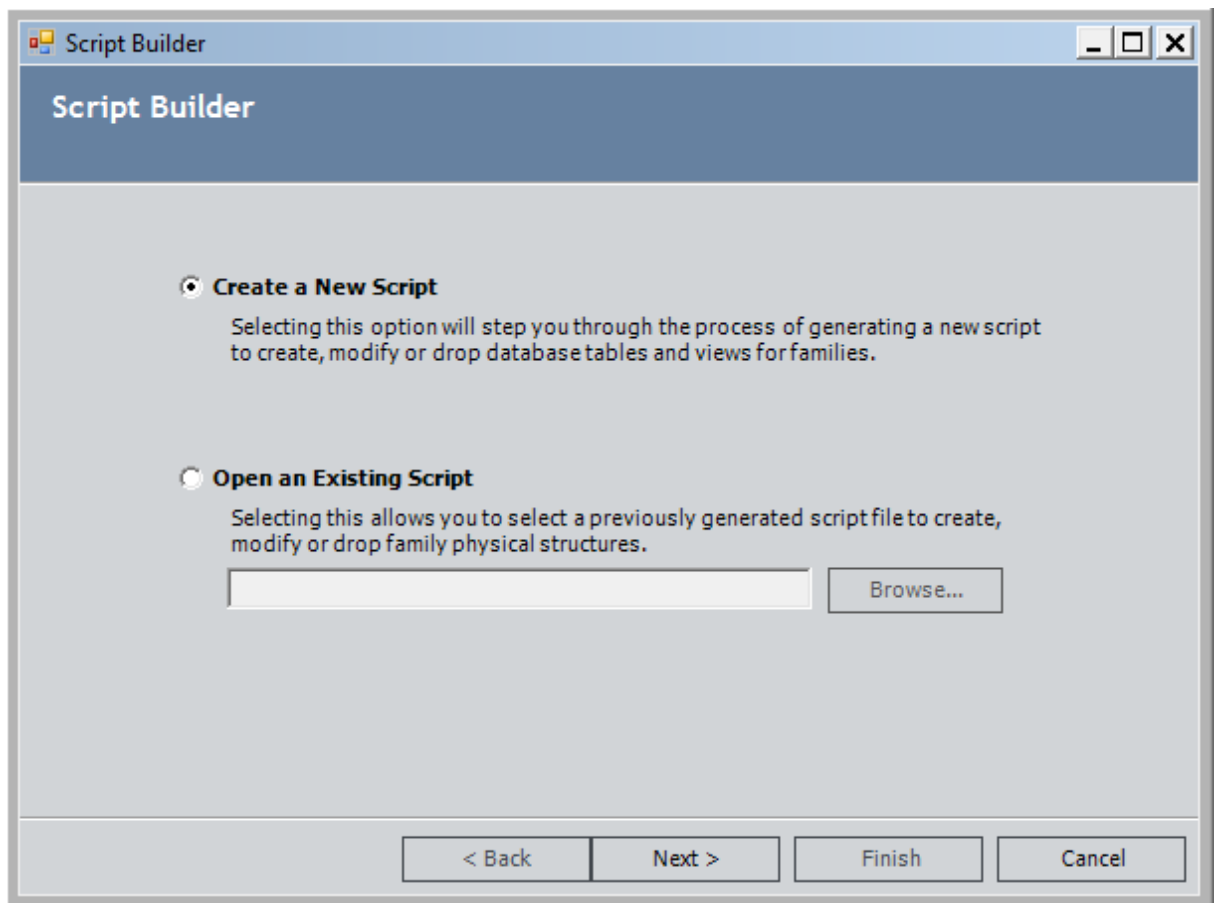 Script Builder
Script Builder
Create a New Script
Selecting this option will step you through the process of generating a new script
to create, modify or drop database tables and views for families.
Open an Existing Script
Selecting this allows you to select a previously generated script file to create,
modify or drop family physical structures.
Browse...
< Back
Next >
Finish
Cancel